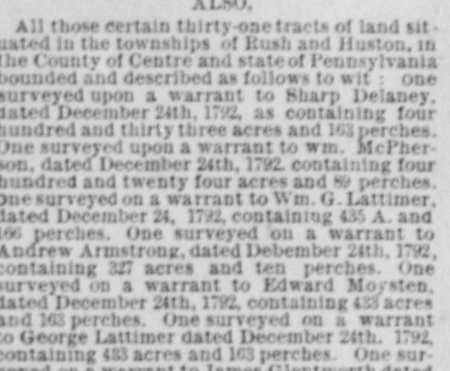 ALSO,
All those certain thirty-one tracts of land sit-
uated in the townships of Rush and Huston, in
the County of Centre and state of Pennsylvania
bounded and described as follows to wit : one
surveyed upon a warrant to Sharp Delaney,
dated December 24th, 1792, as containing four
hundred and thirty three acres and 163 perches.
One surveyed upon a warrant to wm. McPher-
son, dated December 24th, 1792. containing four
hundred and twenty four acres and 89 perches.
One surveyed on a warrant to Wm. G. Lattimer,
dated December 24, 1792, containing 435 A. and
166 perches. One surveyed on a warrant to
Andrew Armstrong, dated Debember 24th, 1792,
containing 327 acres and ten perches. One
surveyed on a warrant to Edward Moysten,
dated December 24th, 1792, containing 433 acres
and 163 perches. One surveyed on a warrant
to George Lattimer dated December 24th. 1792,
containing 433 acres and 163 perches. One sur-
on a warrant to James Glentworth dated